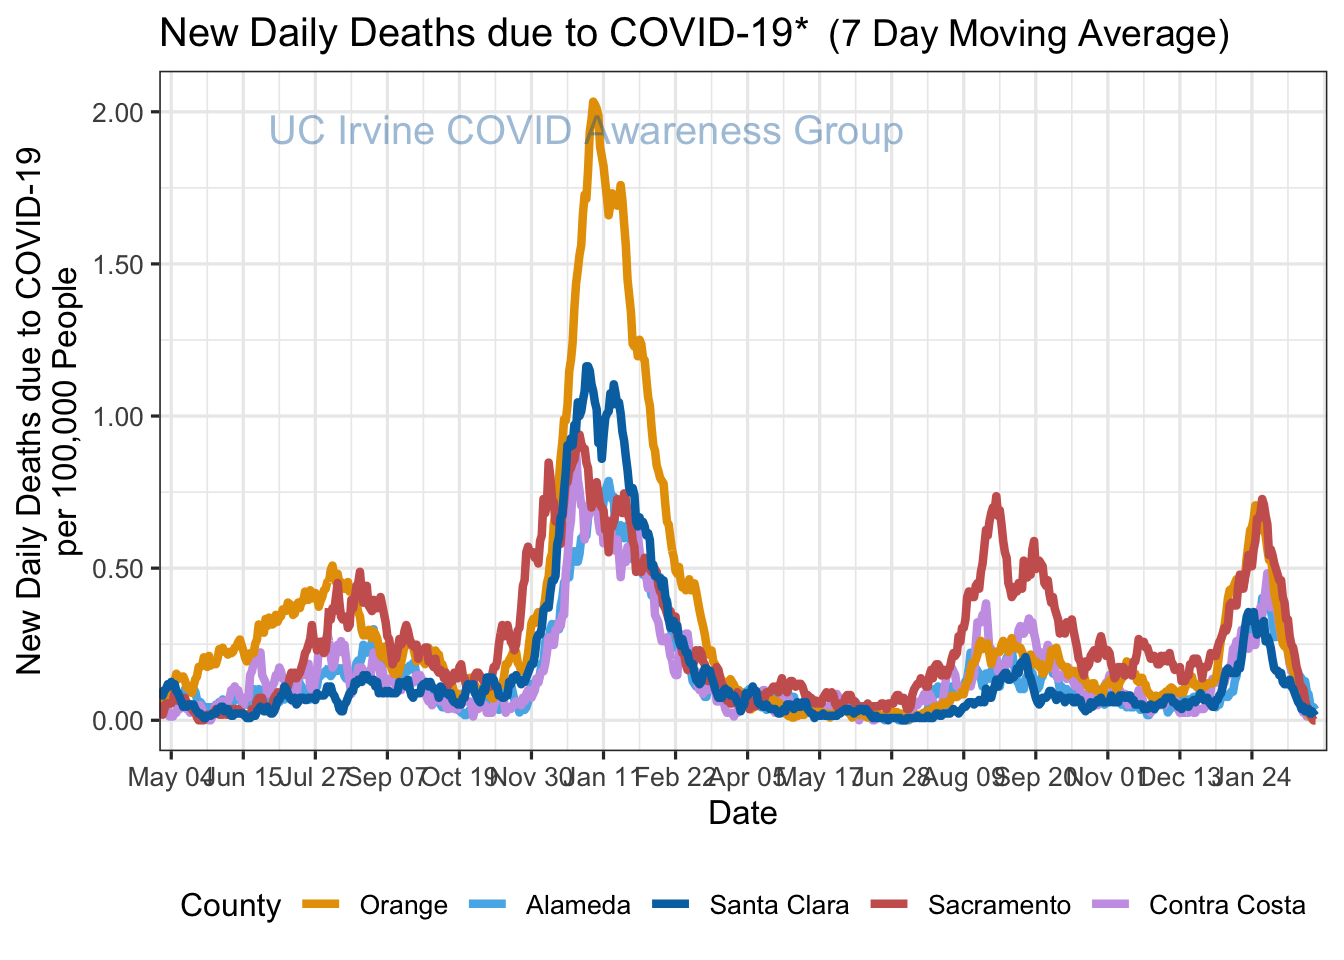 New Daily Deaths due to COVID-19* (7 Day Moving Average)
UC Irvine COVID Awareness Group
New Daily Deaths due to COVID-19
per 100,000 People
2.00
1.50
1.00
0.50
0.00
May 04 Jun 15 Jul 27 Sep 07 Oct 19 Nov 30 Jan 11 Feb 22 Apr 05 May 17 Jun 28 Aug 09 Sep 20 Nov 01 Dec 13 Jan 24
Date
County Orange Alameda Santa Clara Sacramento Contra Costa